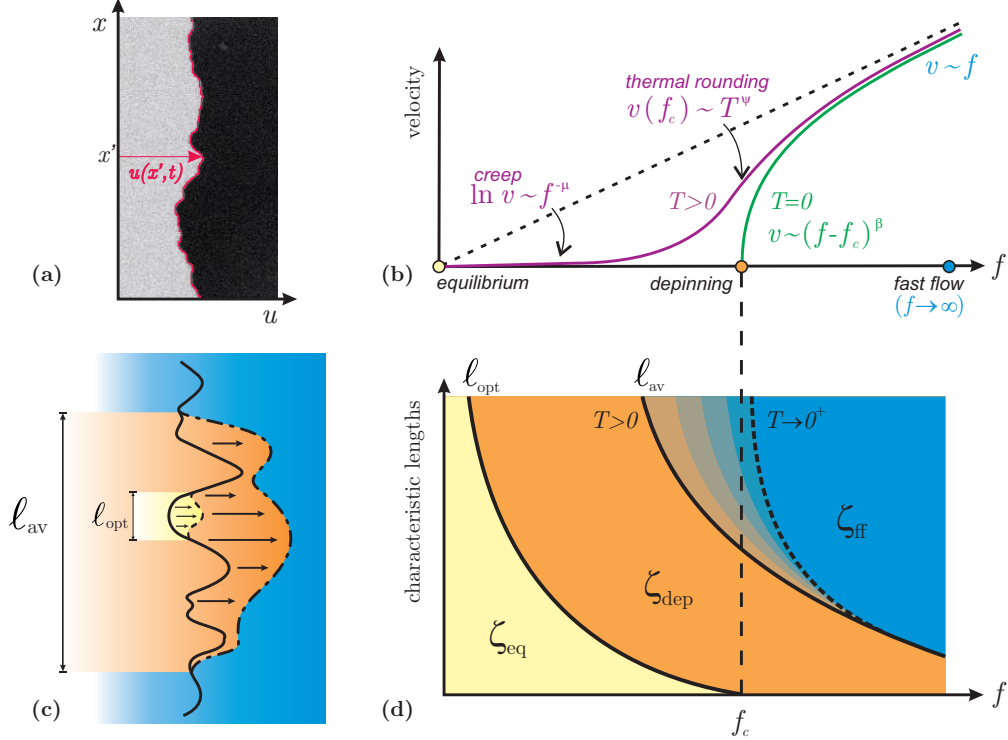 x
x'
u(x',t)
(a)
u
velocity
thermal rounding
v(f_c) ~ T^ψ
creep
ln v ~ f^-μ
T>0
T=0
v~(f-f_c)^β
v ~ f
(b)
equilibrium
depinning
fast flow
(f→∞)
f
ℓ_av
ℓ_opt
(c)
characteristic lengths
ℓ_opt
ℓ_av
T>0
T→0⁺
ζ_ff
ζ_dep
ζ_eq
(d)
f_c
f